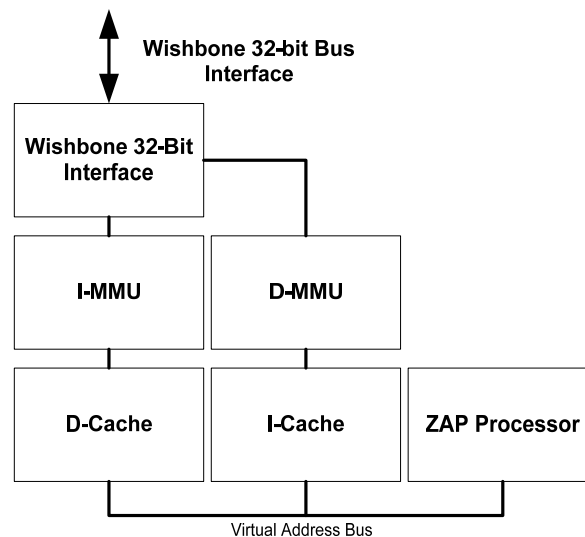 Wishbone 32-bit Bus
Interface
Wishbone 32-Bit
Interface
I-MMU
D-MMU
D-Cache
I-Cache
ZAP Processor
Virtual Address Bus